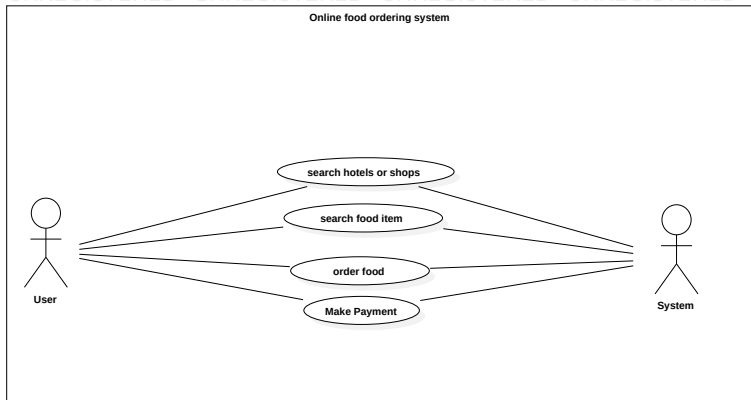 Online food ordering system
search hotels or shops
search food item
order food
Make Payment
User
System